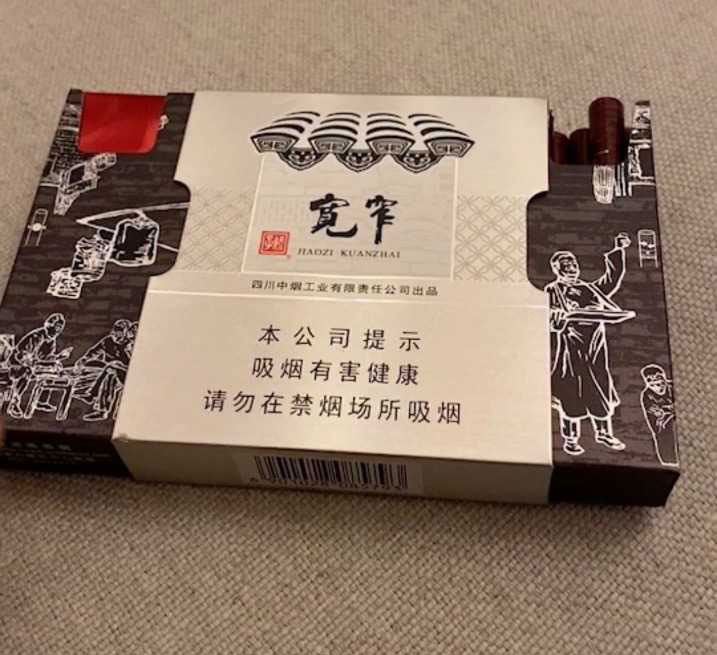 寬窄
HAOZI KUANZHAI
四川中烟工业有限责任公司出品
本公司提示
吸烟有害健康
请勿在禁烟场所吸烟